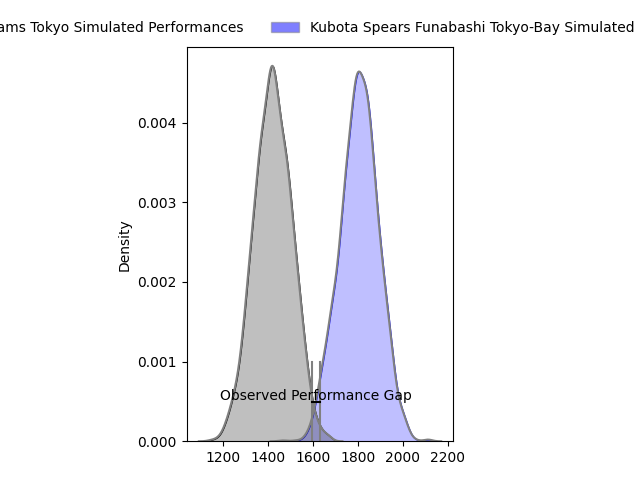 ams Tokyo Simulated Performances
Kubota Spears Funabashi Tokyo-Bay Simulated
Density
0.004
0.003
0.002
0.001
0.000
Observed Performance Gap
1200 1400 1600 1800 2000 2200